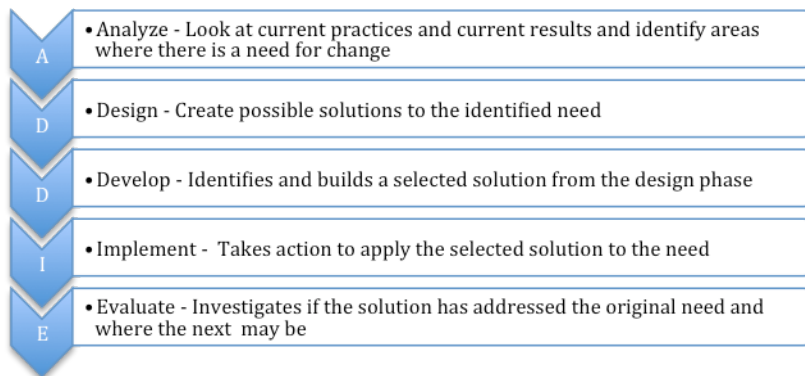 A
•Analyze - Look at current practices and current results and identify areas
where there is a need for change
D
•Design - Create possible solutions to the identified need
D
•Develop - Identifies and builds a selected solution from the design phase
I
•Implement -  Takes action to apply the selected solution to the need
E
•Evaluate - Investigates if the solution has addressed the original need and
where the next  may be